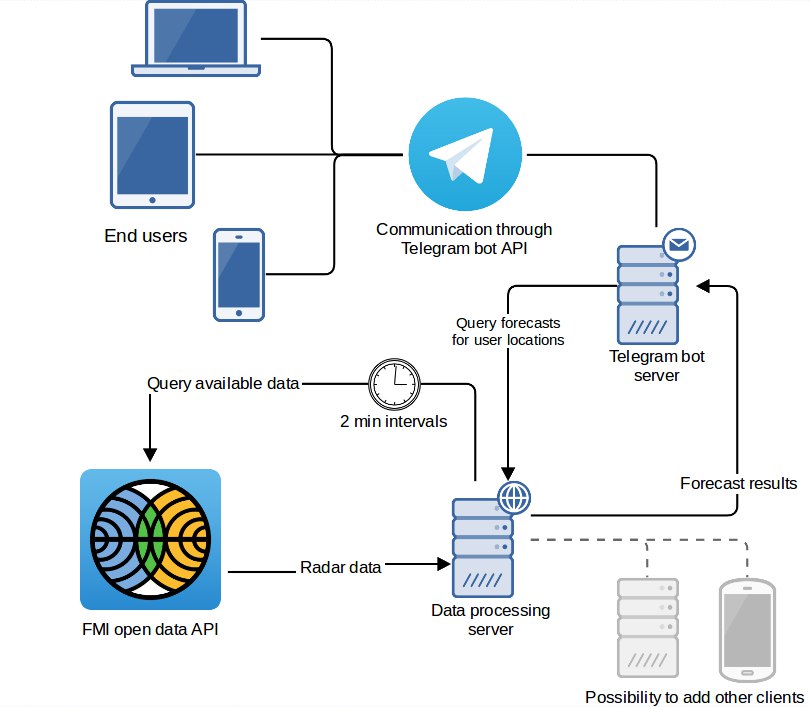 End users
Communication through
Telegram bot API
Query forecasts
for user locations
Telegram bot
server
Query available data
2 min intervals
Forecast results
Radar data
FMI open data API
Data processing
server
Possibility to add other clients